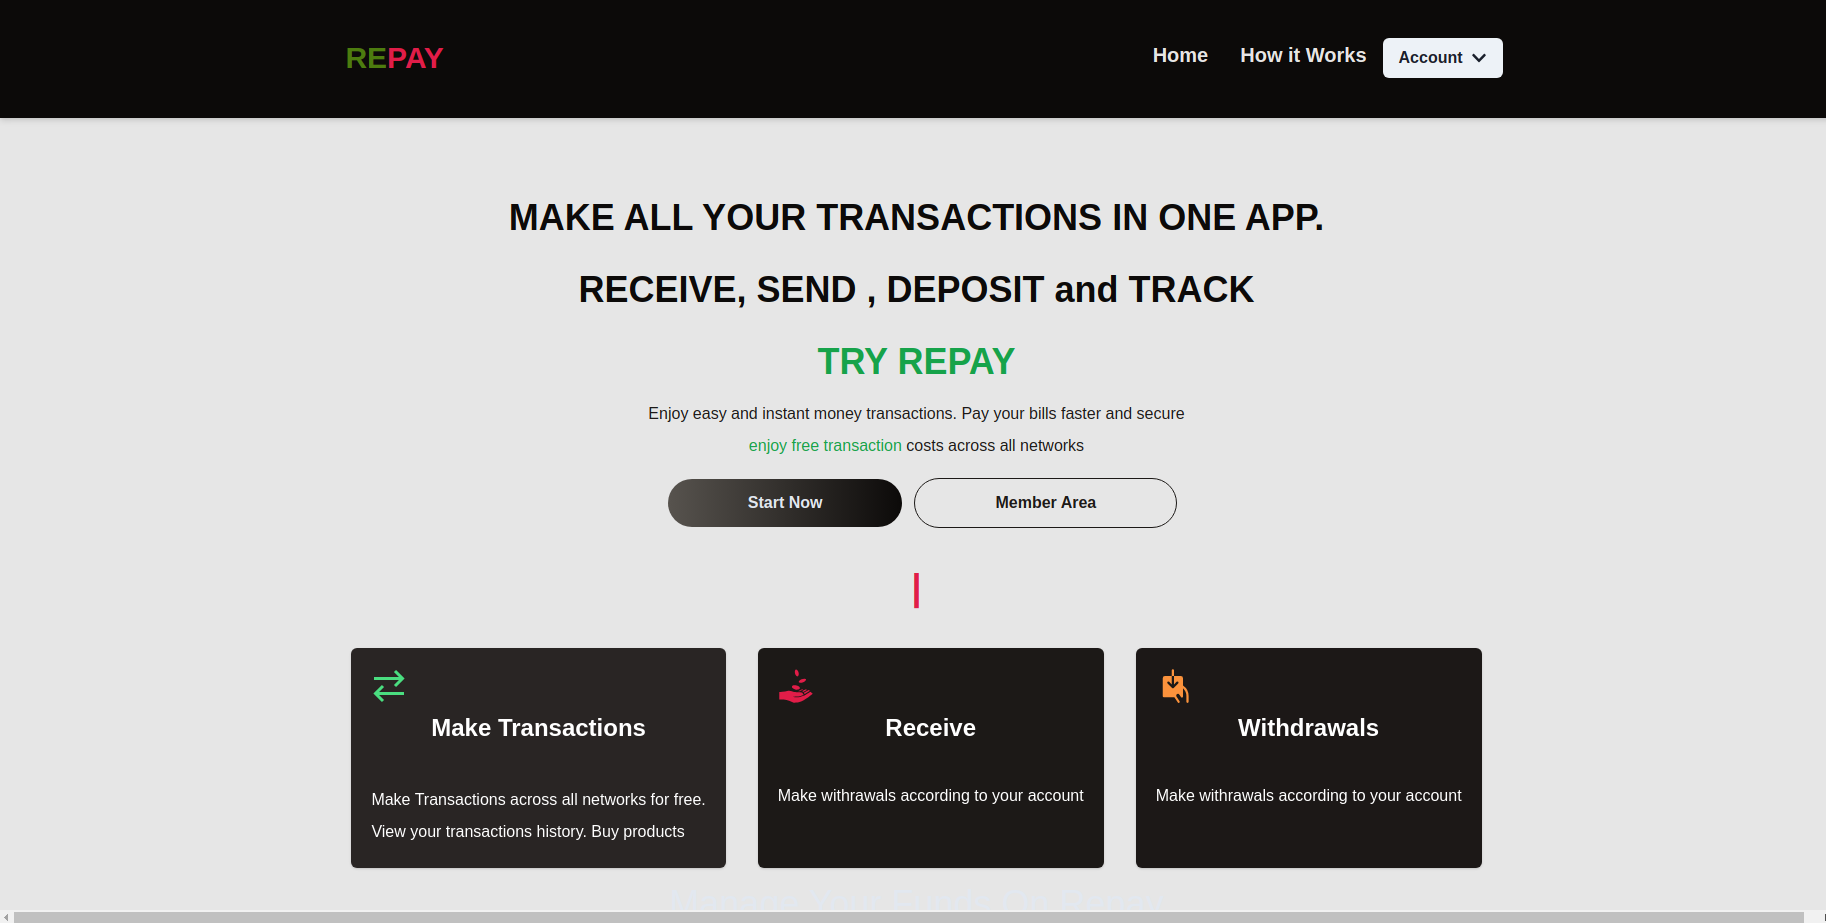 REPAY
Home
How it Works
Account
MAKE ALL YOUR TRANSACTIONS IN ONE APP.
RECEIVE, SEND , DEPOSIT and TRACK
TRY REPAY
Enjoy easy and instant money transactions. Pay your bills faster and secure
enjoy free transaction costs across all networks
Start Now
Member Area
Make Transactions
Make Transactions across all networks for free.
View your transactions history. Buy products
Receive
Make withrawals according to your account
Withdrawals
Make withrawals according to your account